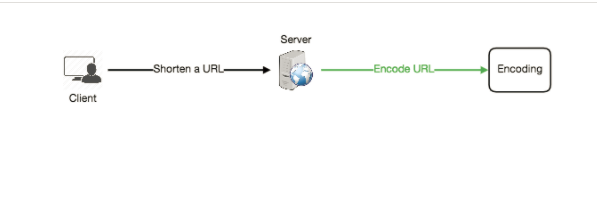 Server
Shorten a URL
Encode URL
Encoding
Client